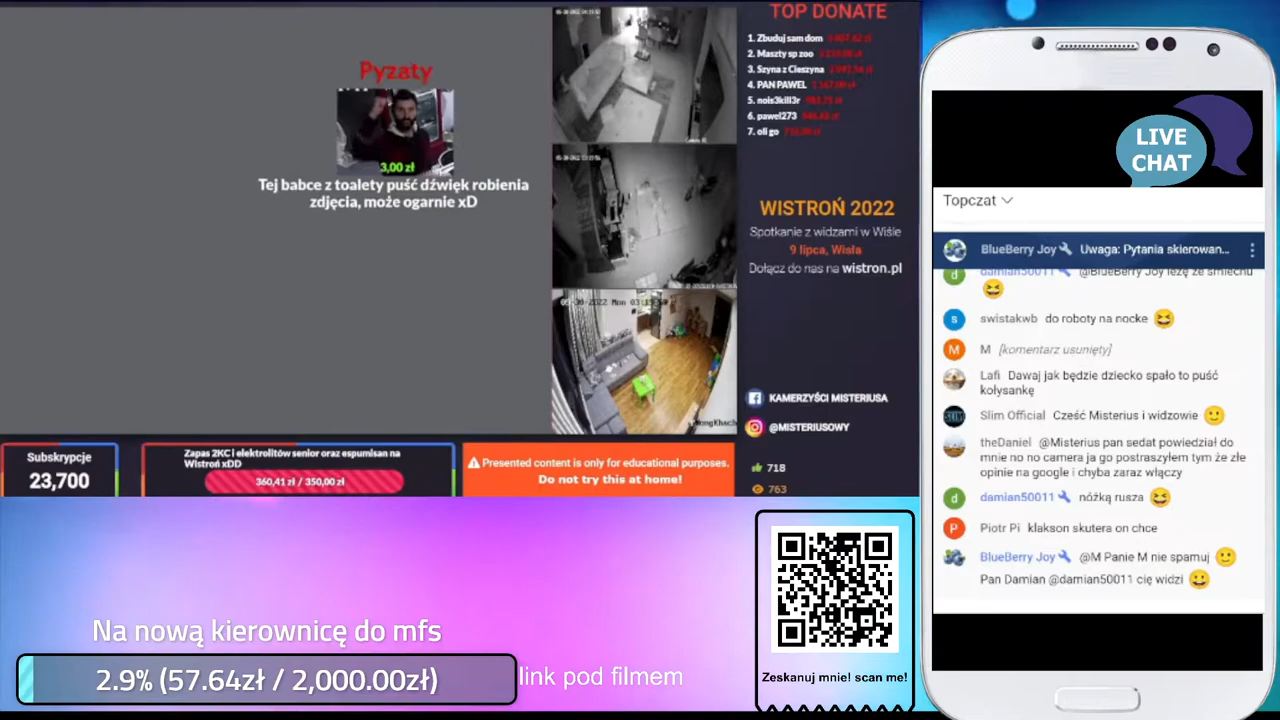 Pyzaty
3,00 zł
Tej babce z toalety puść dźwięk robienia
zdjęcia, może ogarnie xD
TOP DONATE
1. Zbuduj sam dom
2. Maszty sp zoo
3. Szyna z Cieszyna
4. PAN PAWEL
5. nois3kill3r
6. pawel273
7. oli go
WISTROŃ 2022
Spotkanie z widzami w Wiśle
9 lipca, Wisła
Dołącz do nas na wistron.pl
KAMERZYŚCI MISTERIUSA
@MISTERIUSOWY
718
763
Subskrypcje
23,700
Zapas 2KC i elektrolitów senior oraz espumisan na
Wistroń xDD
360,41 zł / 350,00 zł
Presented content is only for educational purposes.
Do not try this at home!
Na nową kierownicę do mfs
2.9% (57.64zł / 2,000.00zł)
link pod filmem
Zeskanuj mnie! scan me!
LIVE
CHAT
Topczat
BlueBerry Joy Uwaga: Pytania skierowan...
damian50011 @BlueBerry Joy leżę ze śmiechu
swistakwb do roboty na nocke
M [komentarz usunięty]
Lafi Dawaj jak będzie dziecko spało to puść
kołysankę
Slim Official Cześć Misterius i widzowie
theDaniel @Misterius pan sedat powiedział do
mnie no no camera ja go postraszyłem tym że złe
opinie na google i chyba zaraz włączy
damian50011 nóżką rusza
Piotr Pi klakson skutera on chce
BlueBerry Joy @M Panie M nie spamuj
Pan Damian @damian50011 cię widzi